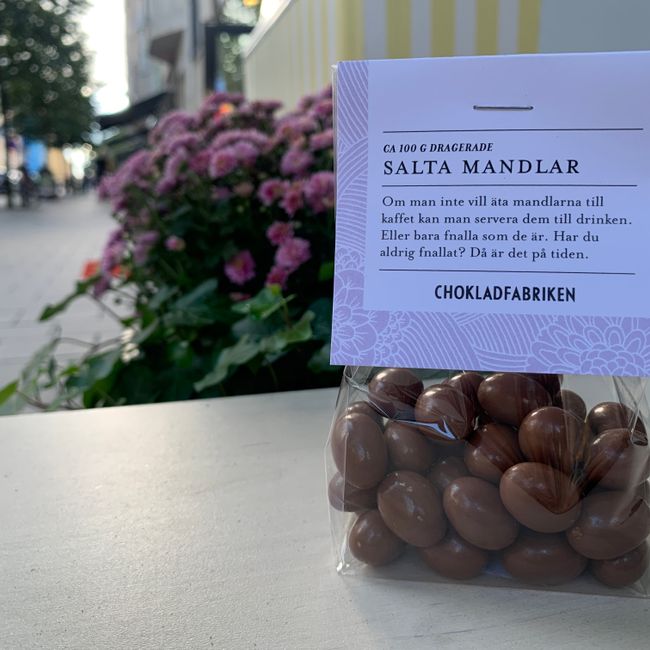 CA 100 G DRAGERADE
SALTA MANDLAR
Om man inte vill äta mandlarna till
kaffet kan man servera dem till drinken.
Eller bara fnalla som de är. Har du
aldrig fnallat? Då är det på tiden.
CHOKLADFABRIKEN